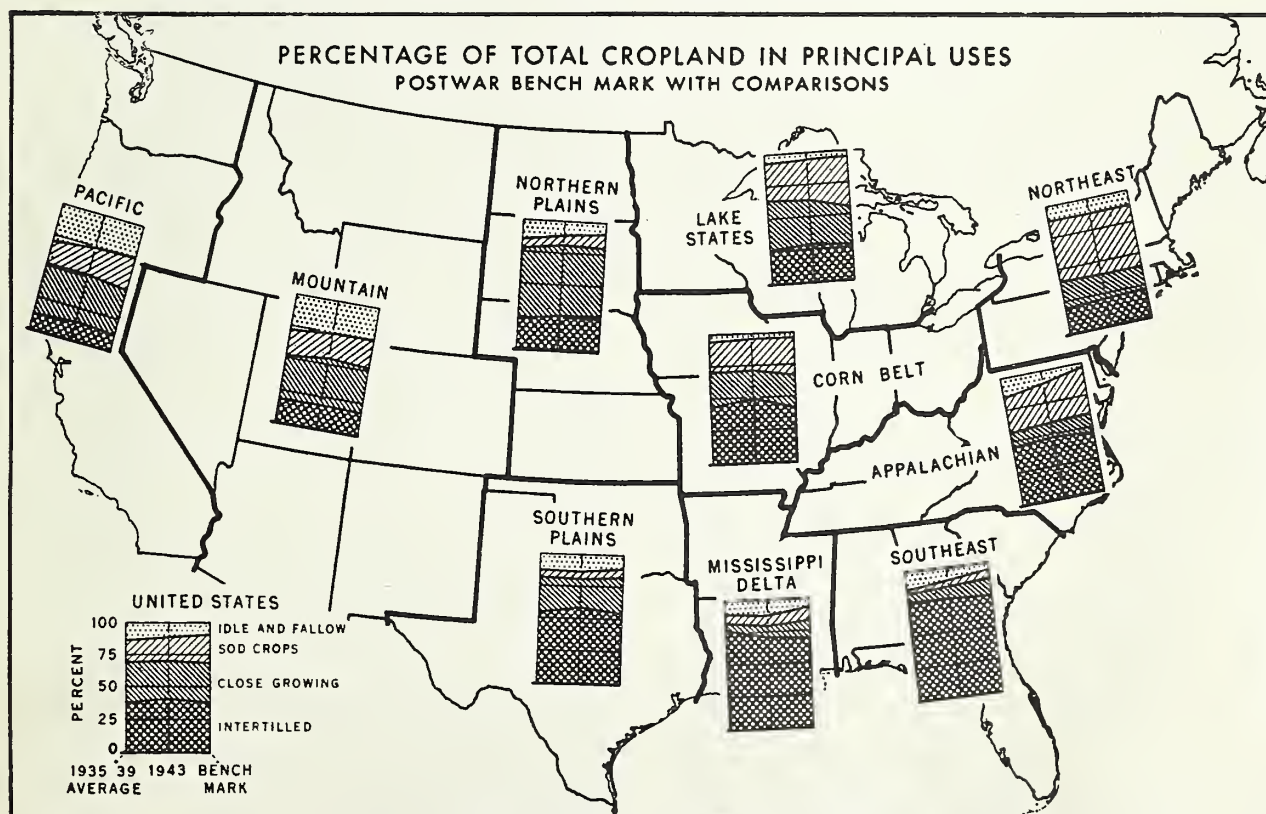 PERCENTAGE OF TOTAL CROPLAND IN PRINCIPAL USES
POSTWAR BENCH MARK WITH COMPARISONS
PACIFIC
MOUNTAIN
NORTHERN
PLAINS
LAKE
STATES
NORTHEAST
CORN BELT
APPALACHIAN
SOUTHERN
PLAINS
MISSISSIPPI
DELTA
SOUTHEAST
UNITED STATES
PERCENT
100
75
50
25
0
IDLE AND FALLOW
SOD CROPS
CLOSE GROWING
INTERTILLED
1935 39 1943 BENCH
AVERAGE MARK